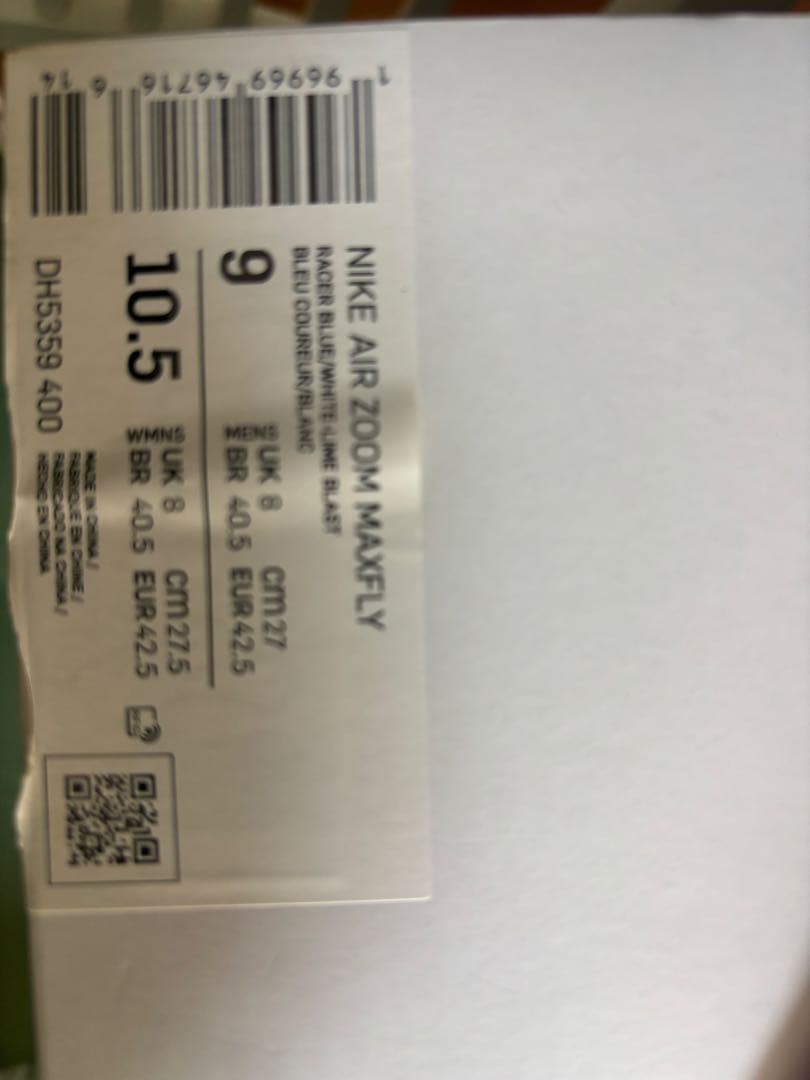 NIKE AIR ZOOM MAXFLY
RACER BLUE/WHITE-LIME BLAST
BLEU COUREUR/BLANC
9
MENS
UK 8 cm 27
BR 40.5 EUR 42.5
10.5
WMNS
UK 8 cm 27.5
BR 40.5 EUR 42.5
DH5359 400
MADE IN CHINA /
FABRIQUE EN CHINE /
FABRICADO NA CHINA /
HECHO EN CHINA
1 96969 46716 6 14